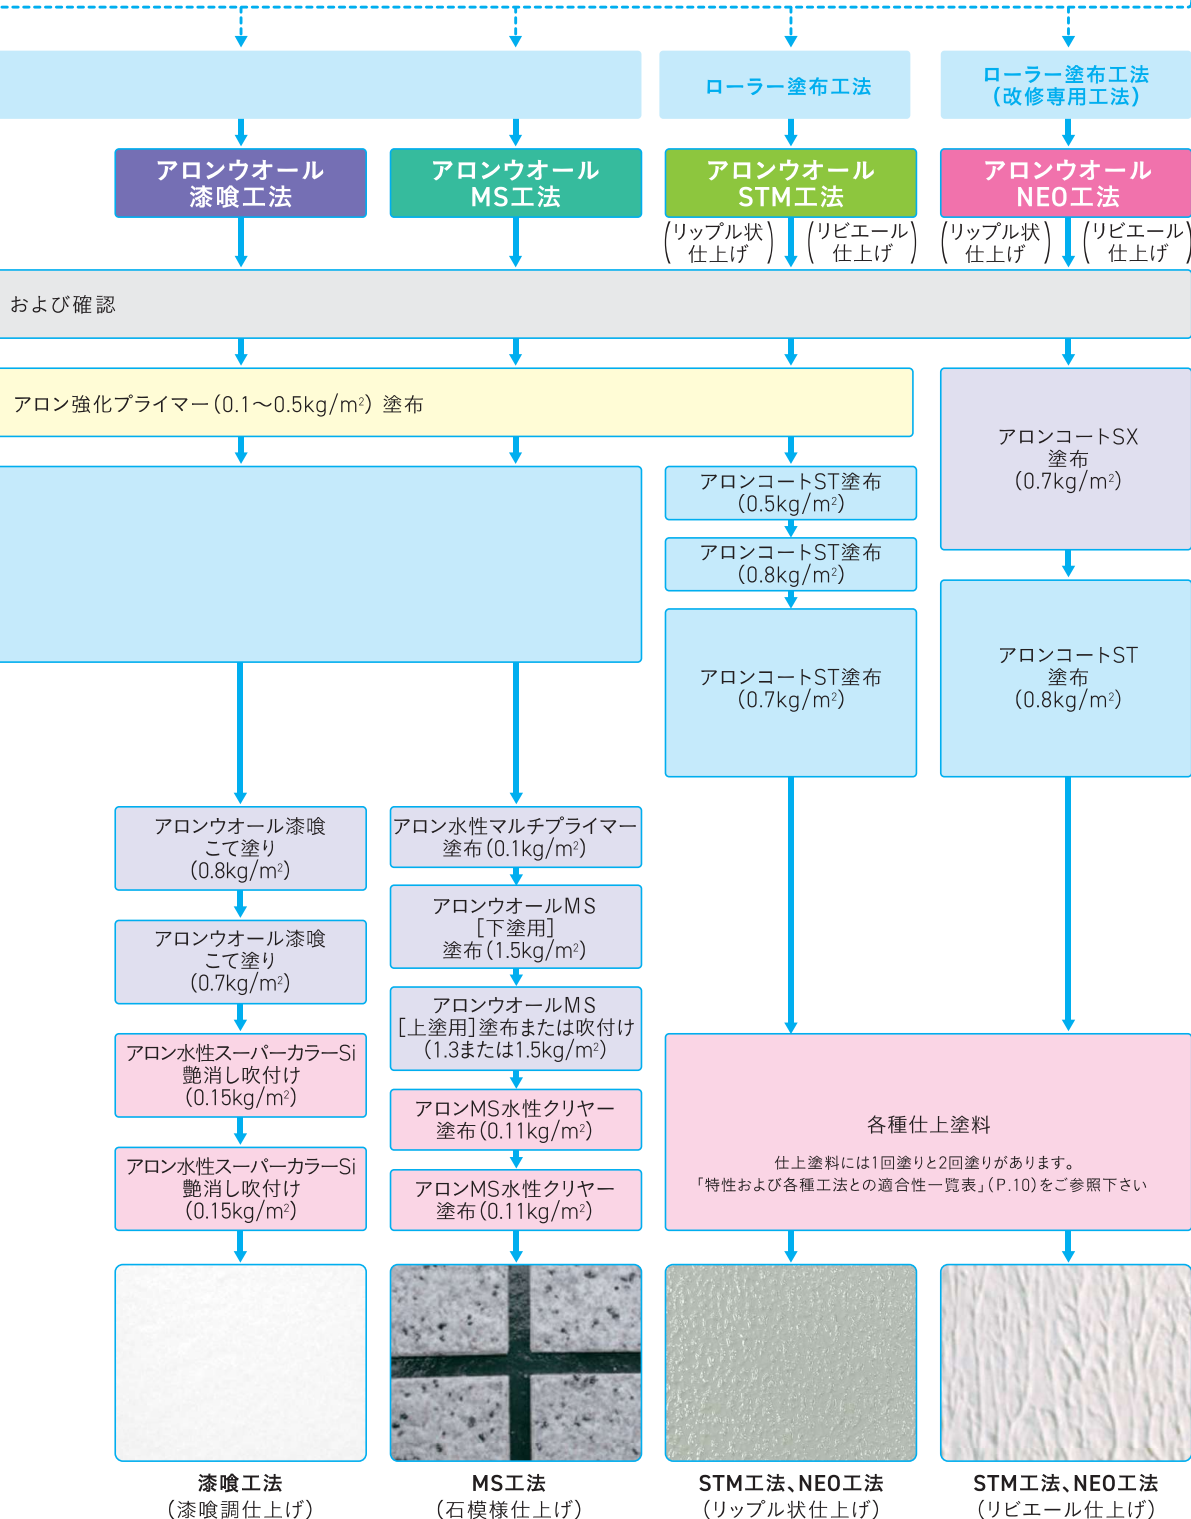 ローラー塗布工法
ローラー塗布工法
(改修専用工法)
アロンウオール
漆喰工法
アロンウオール
MS工法
アロンウオール
STM工法
アロンウオール
NEO工法
(リップル状
仕上げ)
(リビエール
仕上げ)
(リップル状
仕上げ)
(リビエール
仕上げ)
および確認
アロン強化プライマー(0.1〜0.5kg/m²) 塗布
アロンコートST塗布
(0.5kg/m²)
アロンコートST塗布
(0.8kg/m²)
アロンコートST塗布
(0.7kg/m²)
アロンコートSX
塗布
(0.7kg/m²)
アロンコートST
塗布
(0.8kg/m²)
アロンウオール漆喰
こて塗り
(0.8kg/m²)
アロンウオール漆喰
こて塗り
(0.7kg/m²)
アロン水性スーパーカラーSi
艶消し吹付け
(0.15kg/m²)
アロン水性スーパーカラーSi
艶消し吹付け
(0.15kg/m²)
アロン水性マルチプライマー
塗布(0.1kg/m²)
アロンウオールMS
[下塗用]
塗布(1.5kg/m²)
アロンウオールMS
[上塗用]塗布または吹付け
(1.3または1.5kg/m²)
アロンMS水性クリヤー
塗布(0.11kg/m²)
アロンMS水性クリヤー
塗布(0.11kg/m²)
各種仕上塗料
仕上塗料には1回塗りと2回塗りがあります。
「特性および各種工法との適合性一覧表」(P.10)をご参照下さい
漆喰工法
(漆喰調仕上げ)
MS工法
(石模様仕上げ)
STM工法、NEO工法
(リップル状仕上げ)
STM工法、NEO工法
(リビエール仕上げ)